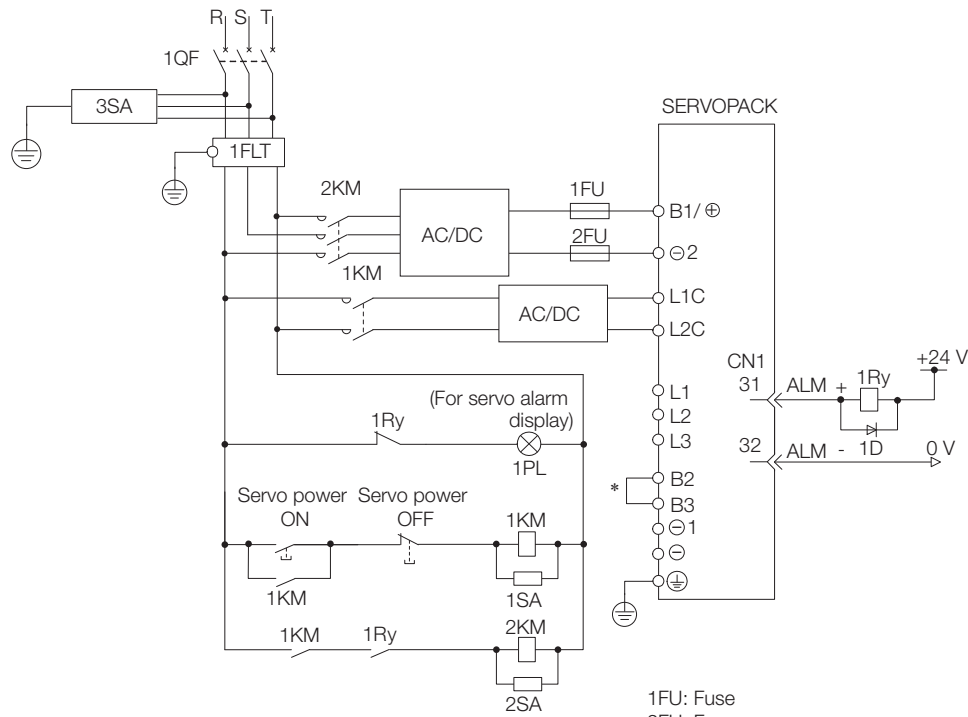 R S T
1QF
3SA
1FLT
SERVOPACK
2KM
1FU
B1/⊕
AC/DC
2FU
⊖2
1KM
L1C
AC/DC
L2C
CN1
+24 V
31
ALM +
1Ry
L1
L2
1D
L3
32
ALM -
0 V
(For servo alarm
display)
1Ry
1PL
*
B2
B3
Servo power
ON
Servo power
OFF
1KM
⊖1
⊖
1KM
1SA
1KM
1Ry
2KM
2SA
1FU: Fuse